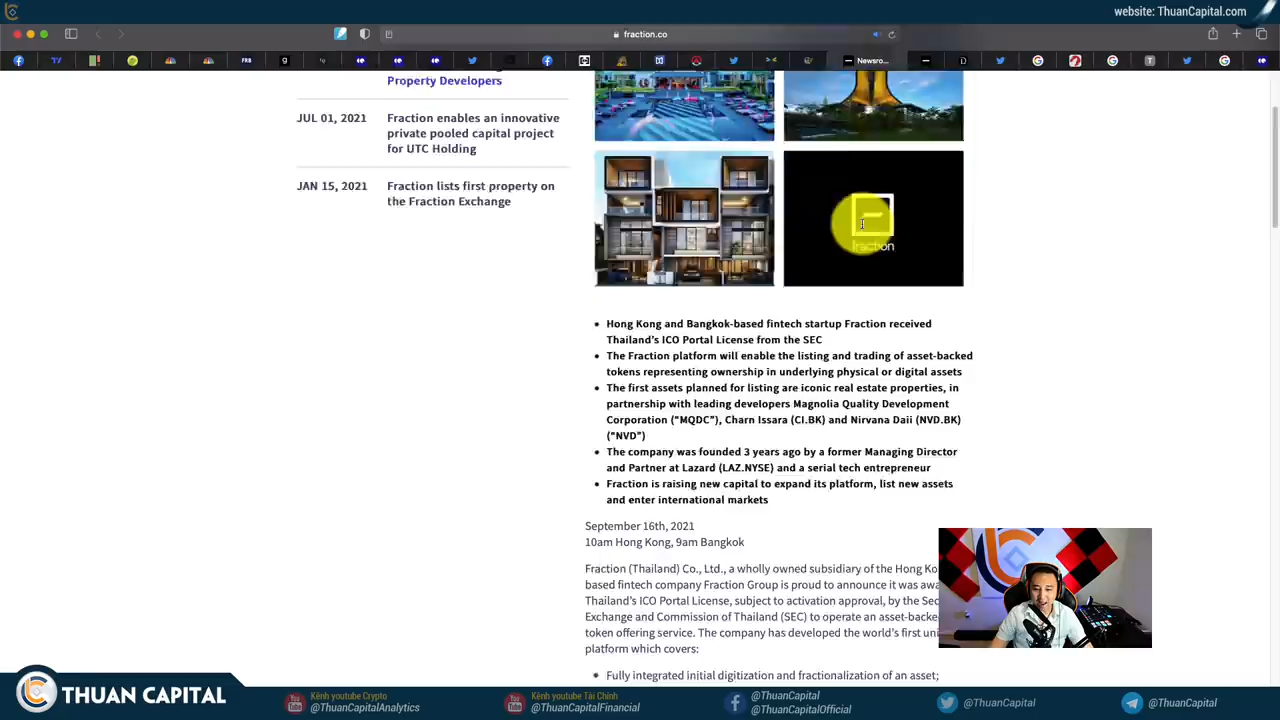 website: ThuanCapital.com
fraction.co
Newsro...
Property Developers
JUL 01, 2021
Fraction enables an innovative
private pooled capital project
for UTC Holding
JAN 15, 2021
Fraction lists first property on
the Fraction Exchange
fraction
• Hong Kong and Bangkok-based fintech startup Fraction received
Thailand's ICO Portal License from the SEC
• The Fraction platform will enable the listing and trading of asset-backed
tokens representing ownership in underlying physical or digital assets
• The first assets planned for listing are iconic real estate properties, in
partnership with leading developers Magnolia Quality Development
Corporation ("MQDC"), Charn Issara (CI.BK) and Nirvana Daii (NVD.BK)
("NVD")
• The company was founded 3 years ago by a former Managing Director
and Partner at Lazard (LAZ.NYSE) and a serial tech entrepreneur
• Fraction is raising new capital to expand its platform, list new assets
and enter international markets
September 16th, 2021
10am Hong Kong, 9am Bangkok
Fraction (Thailand) Co., Ltd., a wholly owned subsidiary of the Hong Ko
based fintech company Fraction Group is proud to announce it was awa
Thailand's ICO Portal License, subject to activation approval, by the Sec
Exchange and Commission of Thailand (SEC) to operate an asset-backe
token offering service. The company has developed the world's first uni
platform which covers:
Fully integrated initial digitization and fractionalization of an asset;
THUAN CAPITAL
Kênh youtube Crypto
@ThuanCapitalAnalytics
Kênh youtube Tài Chính
@ThuanCapitalFinancial
@ThuanCapital
@ThuanCapitalOfficial
@ThuanCapital
@ThuanCapital